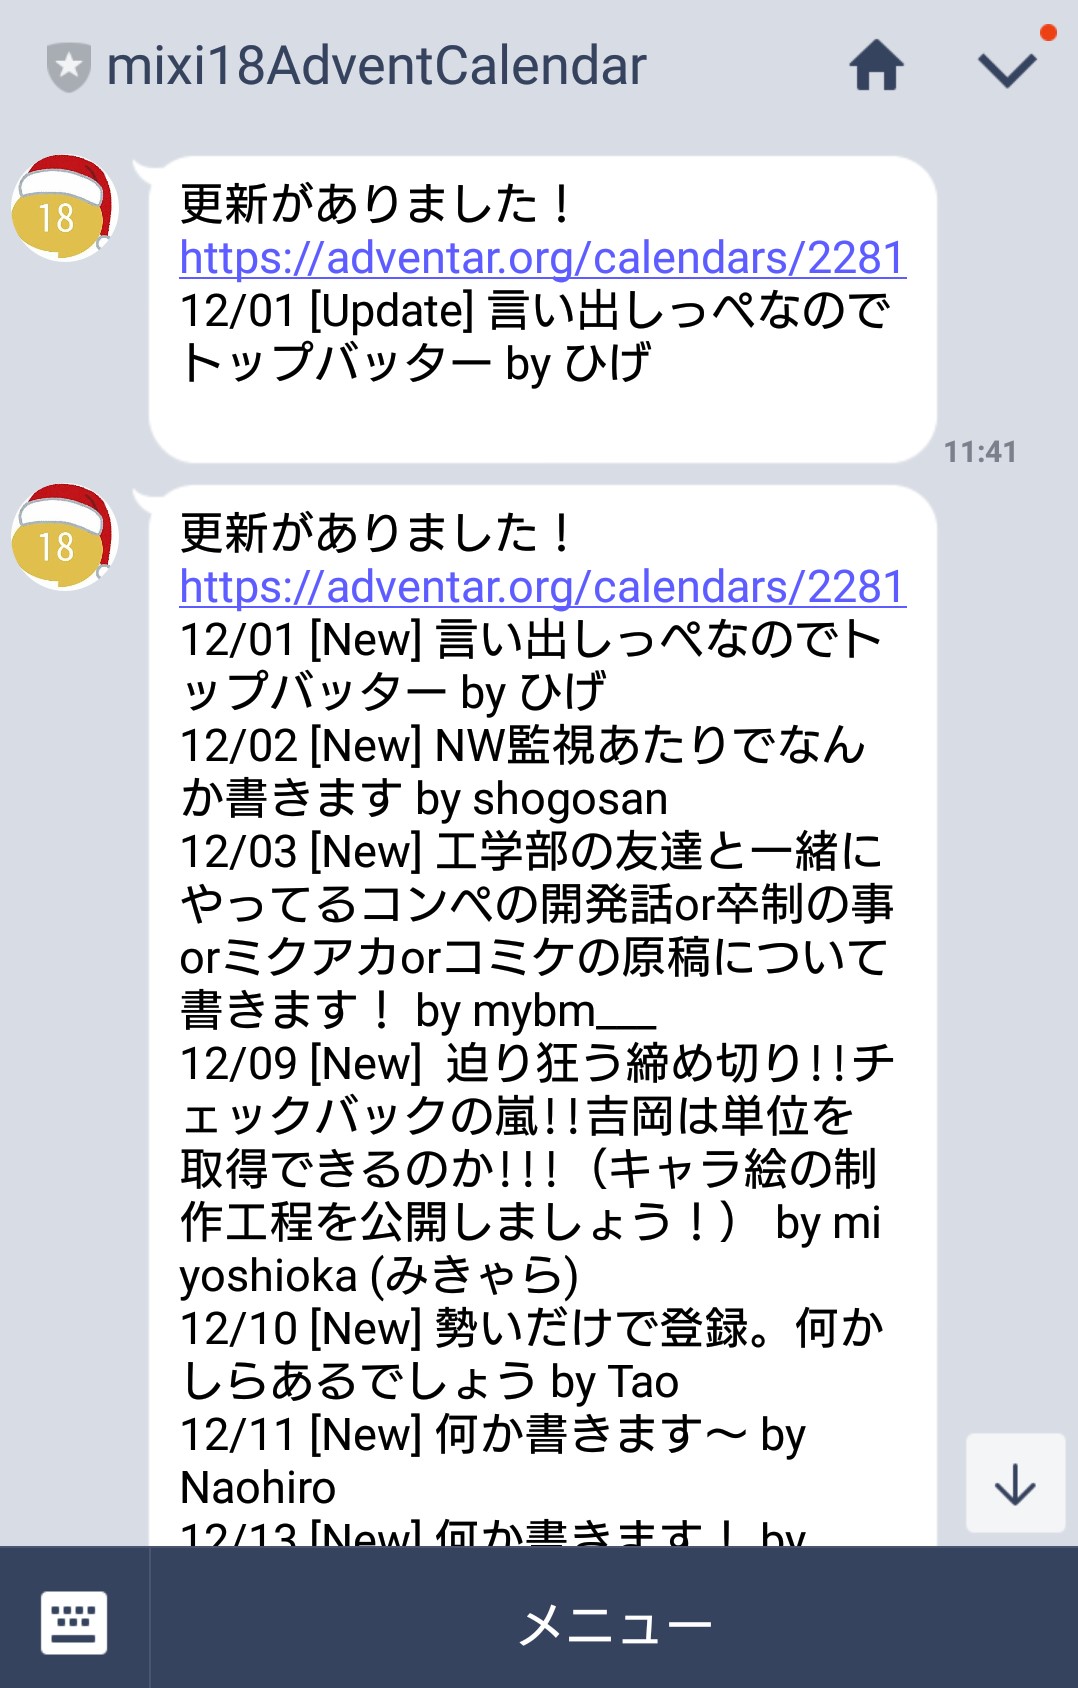 mixi18AdventCalendar
18
更新がありました！
https://adventar.org/calendars/2281
12/01 [Update] 言い出しっぺなので
トップバッター by ひげ
11:41
18
更新がありました！
https://adventar.org/calendars/2281
12/01 [New] 言い出しっぺなのでト
ップバッター by ひげ
12/02 [New] NW監視あたりでなん
か書きます by shogosan
12/03 [New] 工学部の友達と一緒に
やってるコンペの開発話or卒制の事
orミクアカorコミケの原稿について
書きます！ by mybm___
12/09 [New]  迫り狂う締め切り!!チ
ェックバックの嵐!!吉岡は単位を
取得できるのか!!!（キャラ絵の制
作工程を公開しましょう！） by mi
yoshioka (みきゃら)
12/10 [New] 勢いだけで登録。何か
しらあるでしょう by Tao
12/11 [New] 何か書きます〜 by
Naohiro
12/13 [New] 何か書きます！ by
メニュー